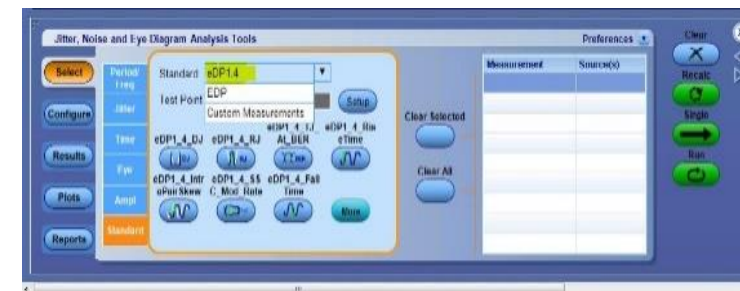 Jitter, Noise and Eye Diagram Analysis Tools
Preferences
Clear
Select
Configure
Results
Plots
Reports
Period/
Freq
Jitter
Time
Eye
Ampl
Standard
Standard eDP1.4
Test Point
EDP
Custom Measurements
Setup
eDP1_4_DJ
eDP1_4_RJ
eDP1_4_TJ_
At_BER
eDP1_4_Ris
eTime
eDP1_4_Intr
aPairSkew
eDP1_4_SS
C_Mod_Rate
eDP1_4_Fall
Time
More
Clear Selected
Clear All
Measurement
Source(s)
Recalc
Single
Run